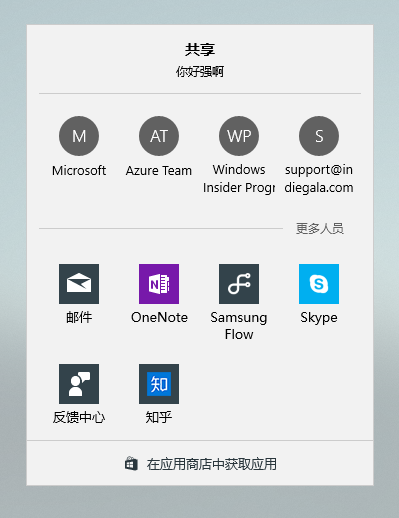 共享
你好强啊
M
AT
WP
S
Microsoft
Azure Team
Windows
Insider Progr
support@in
diegala.com
更多人员
N
S
邮件
OneNote
Samsung
Flow
Skype
知
反馈中心
知乎
在应用商店中获取应用